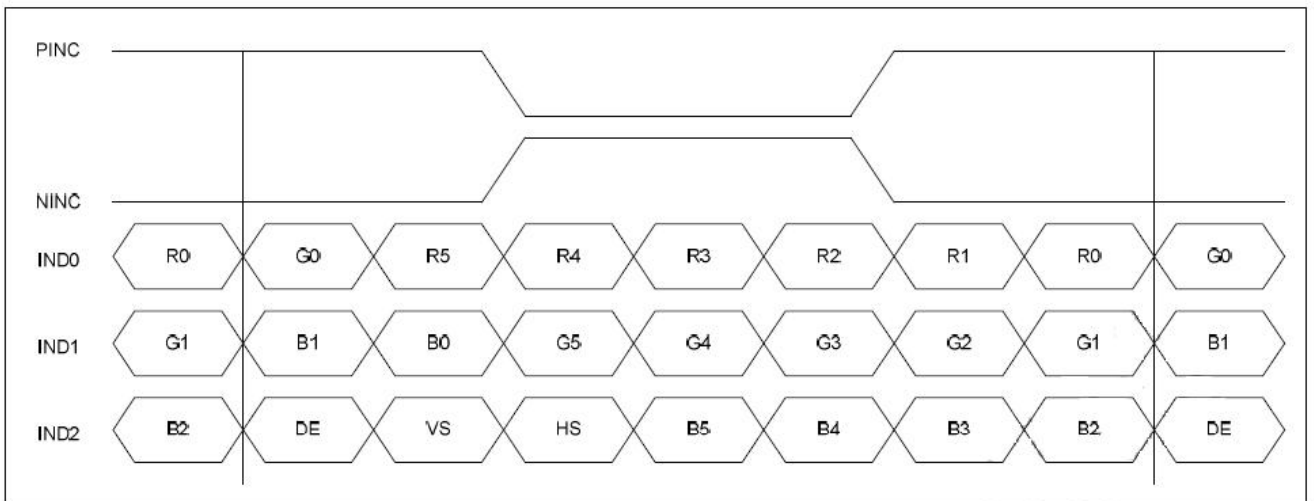 PINC
NINC
IND0 R0 G0 R5 R4 R3 R2 R1 R0 G0
IND1 G1 B1 B0 G5 G4 G3 G2 G1 B1
IND2 B2 DE VS HS B5 B4 B3 B2 DE